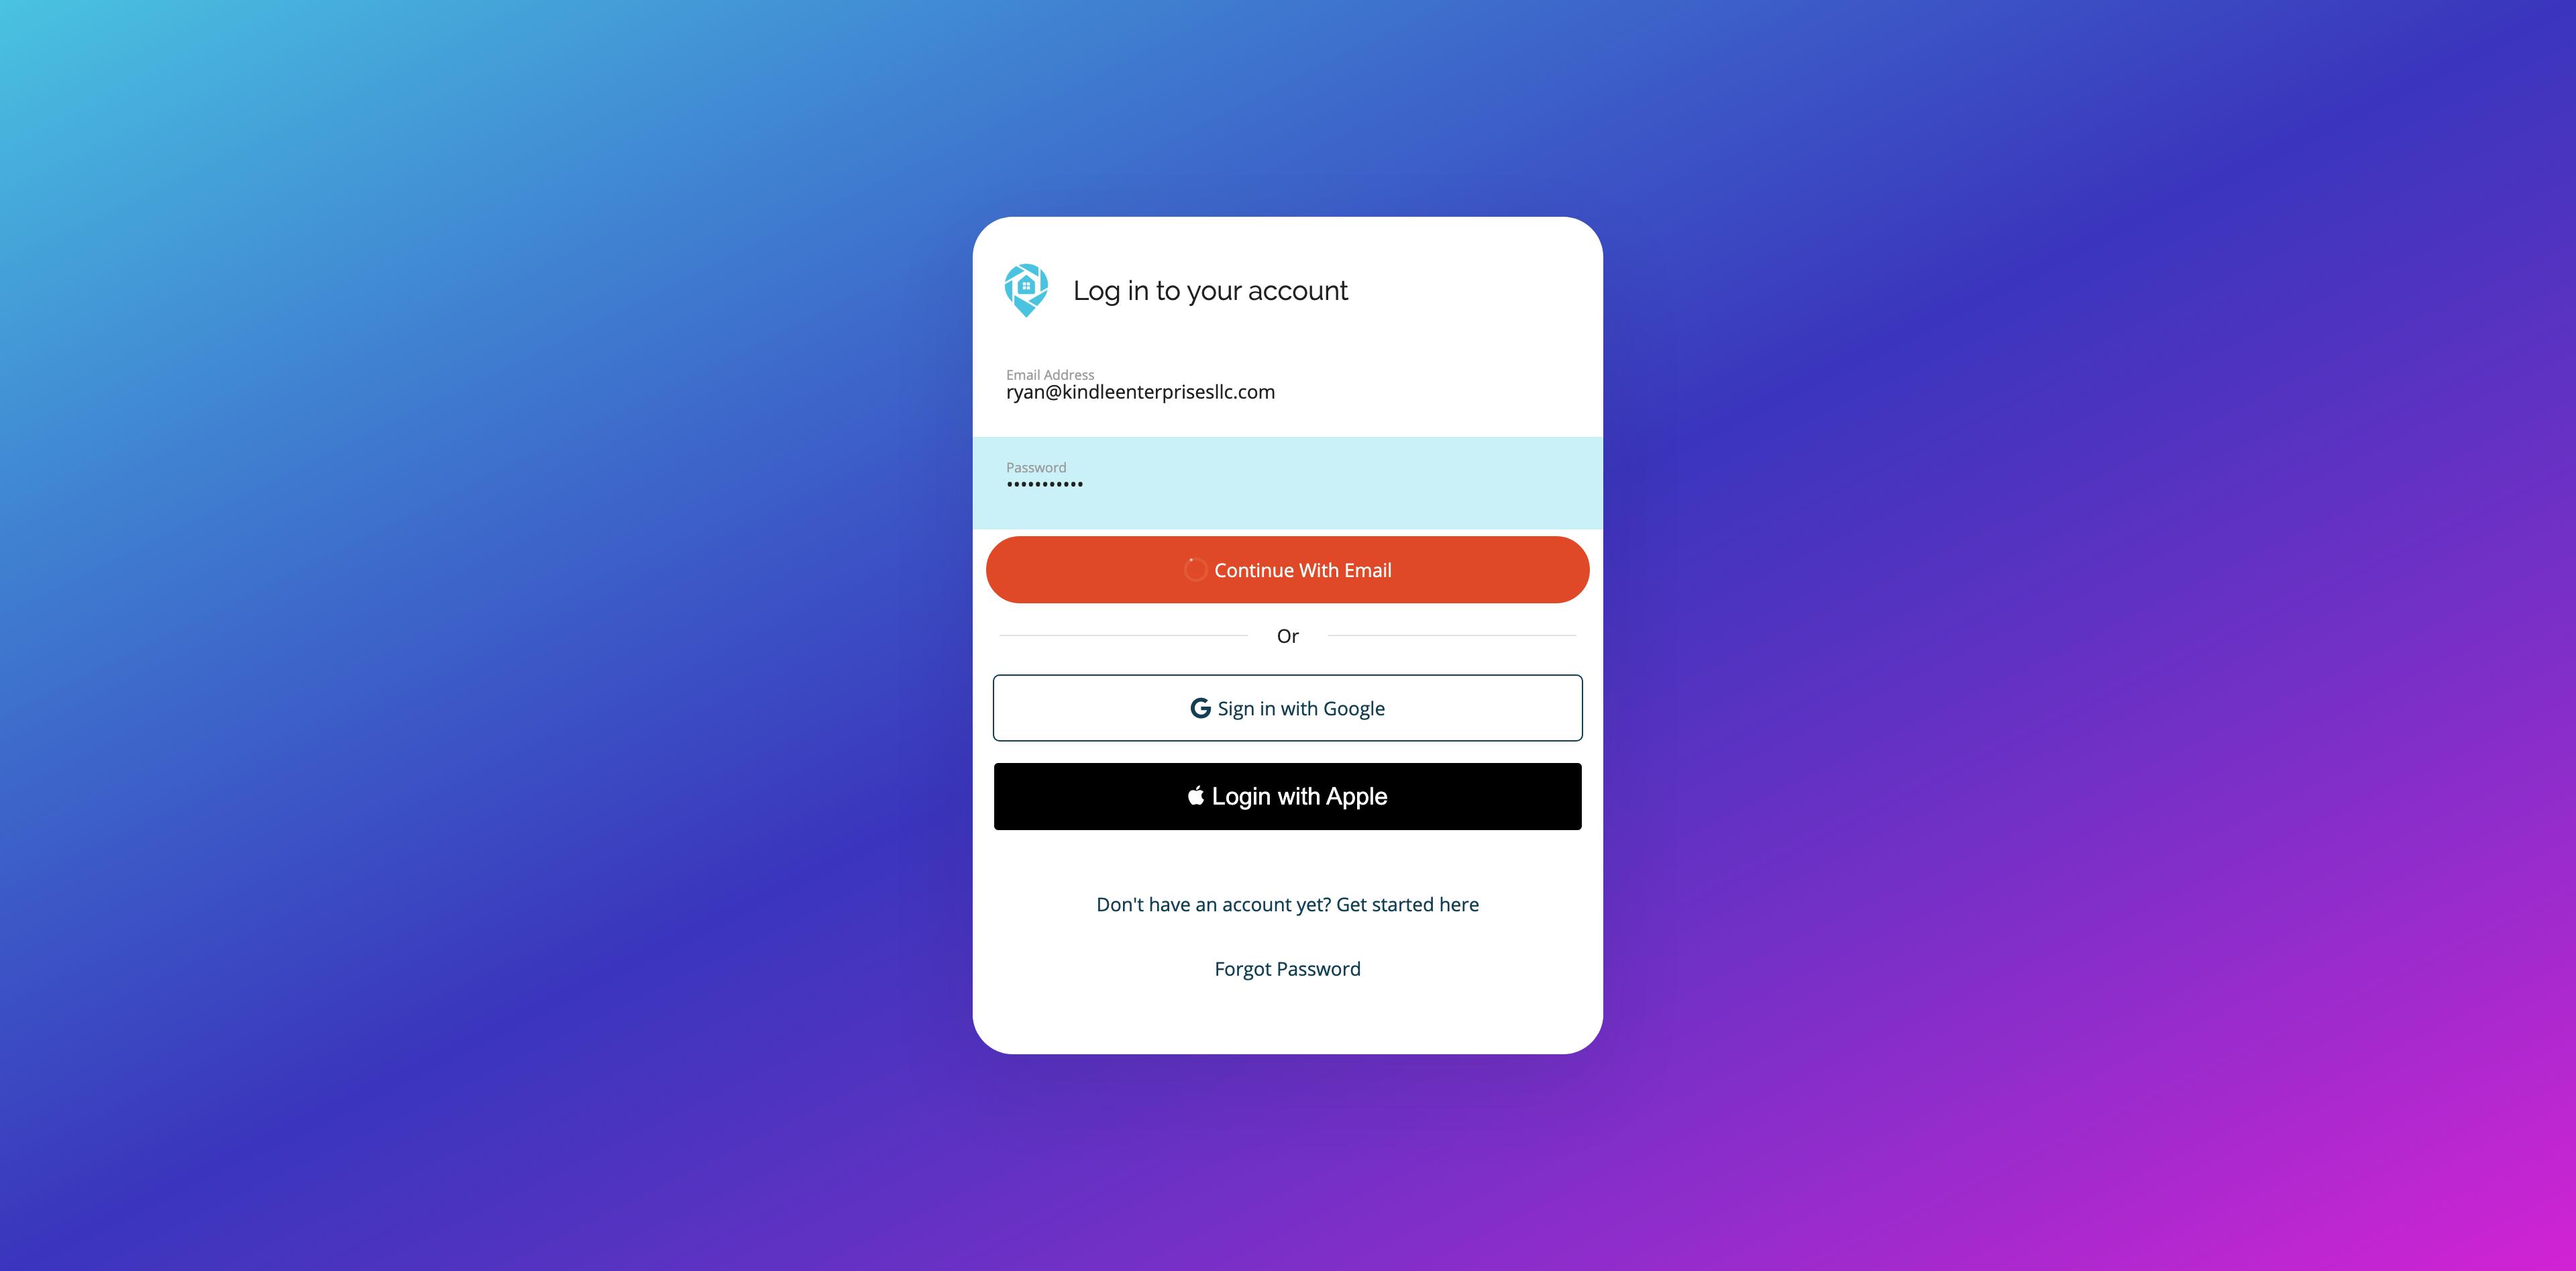 Log in to your account
Email Address
ryan@kindleenterprisesllc.com
Password
•••••••••••
Continue With Email
Or
Sign in with Google
Login with Apple
Don't have an account yet? Get started here
Forgot Password